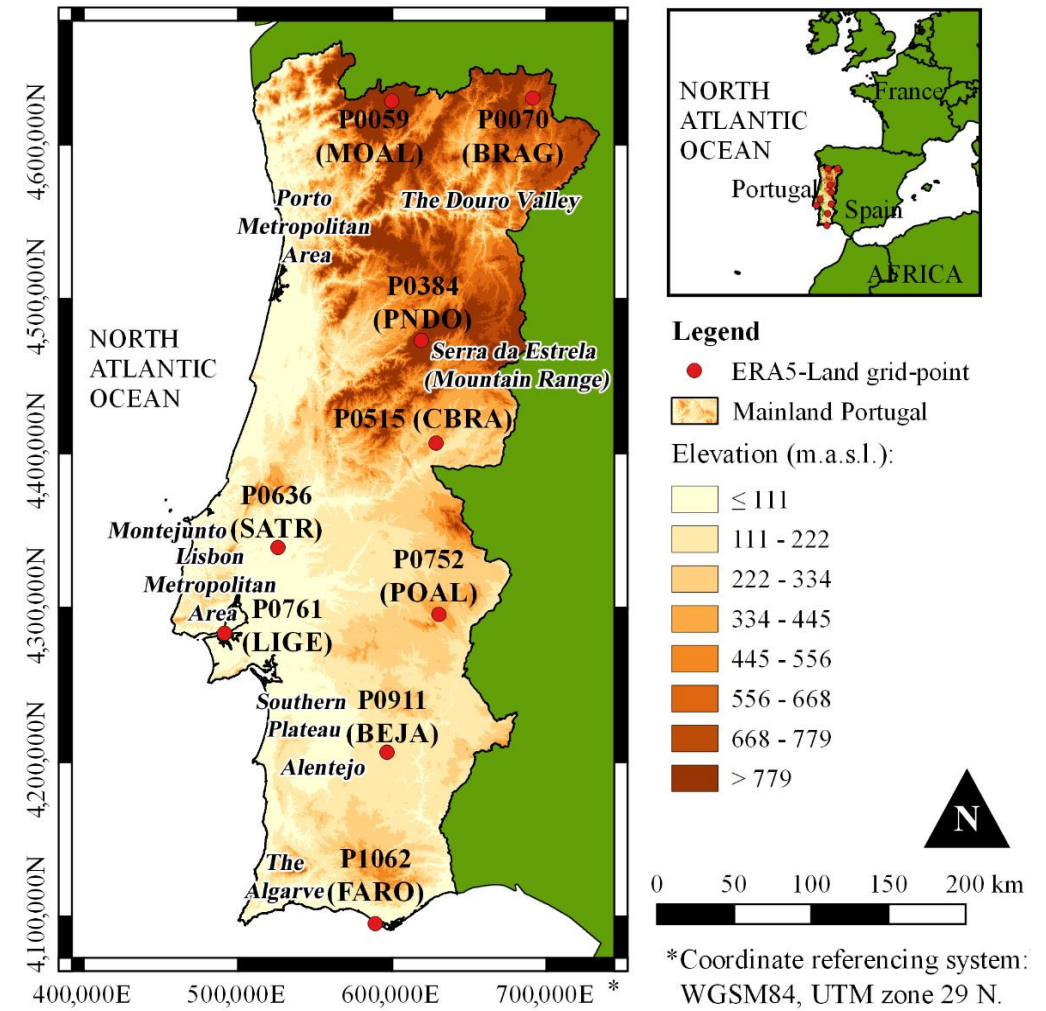 P0059
(MOAL)
P0070
(BRAG)
Porto
Metropolitan
Area
The Douro Valley
P0384
(PNDO)
NORTH
ATLANTIC
OCEAN
Serra da Estrela
(Mountain Range)
P0515 (CBRA)
P0636
(SATR)
Montejunto
Lisbon
Metropolitan
Area
P0752
(POAL)
P0761
(LIGE)
Southern
Plateau
P0911
(BEJA)
Alentejo
The
Algarve
P1062
(FARO)
4,600,000N
4,500,000N
4,400,000N
4,300,000N
4,200,000N
4,100,000N
400,000E
500,000E
600,000E
700,000E
*
NORTH
ATLANTIC
OCEAN
France
Portugal
Spain
AFRICA
Legend
ERA5-Land grid-point
Mainland Portugal
Elevation (m.a.s.l.):
≤ 111
111 - 222
222 - 334
334 - 445
445 - 556
556 - 668
668 - 779
> 779
N
0 50 100 150 200 km
*Coordinate referencing system:
WGSM84, UTM zone 29 N.